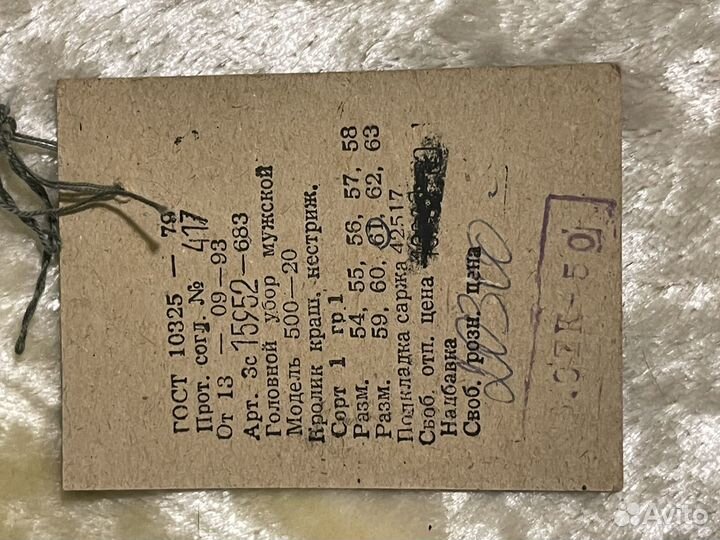 ГОСТ 10325 — 79
Прот. согл. № 417
От 13 — 09—93
Арт. 3с 15952—683
Головной убор мужской
Модель 500—20
Кролик краш. нестриж.
Сорт 1 гр 1
Разм. 54, 55, 56, 57, 58
Разм. 59, 60, 61, 62, 63
Подкладка саржа 42517
Своб. отп. цена
Надбавка
Своб. розн. цена
Avito